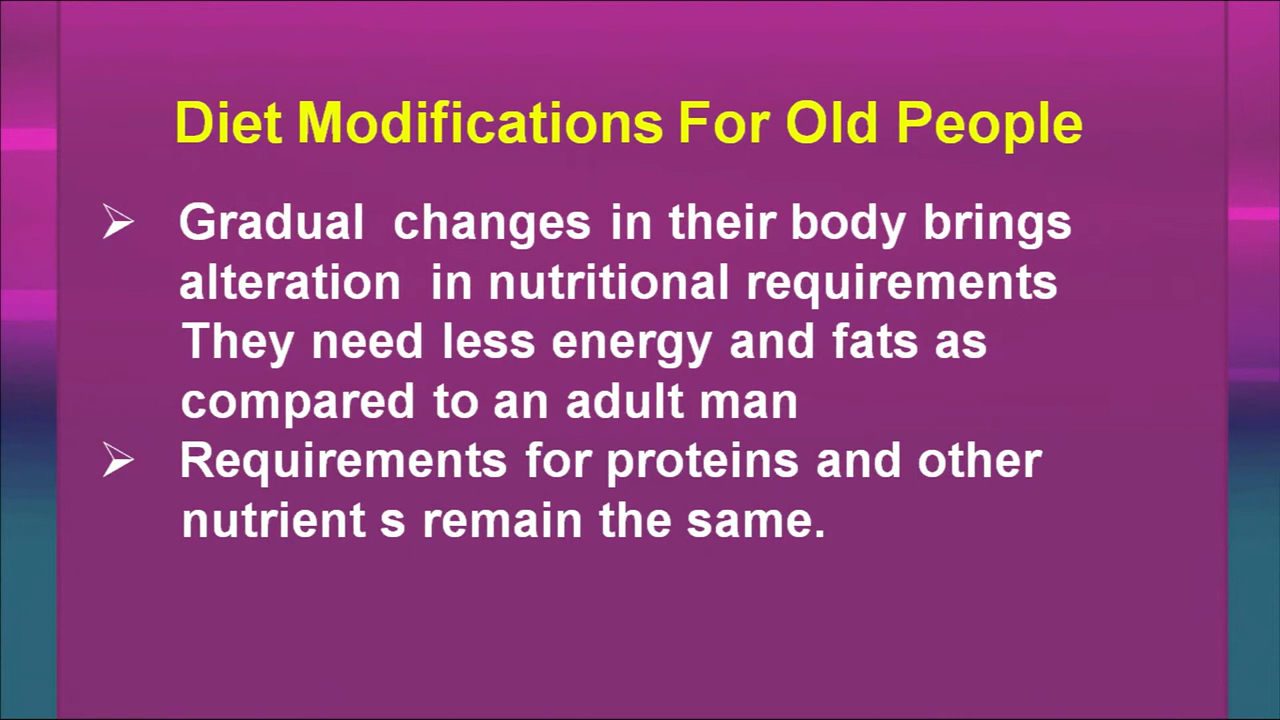 Diet Modifications For Old People
➢ Gradual changes in their body brings
alteration in nutritional requirements
They need less energy and fats as
compared to an adult man
➢ Requirements for proteins and other
nutrient s remain the same.